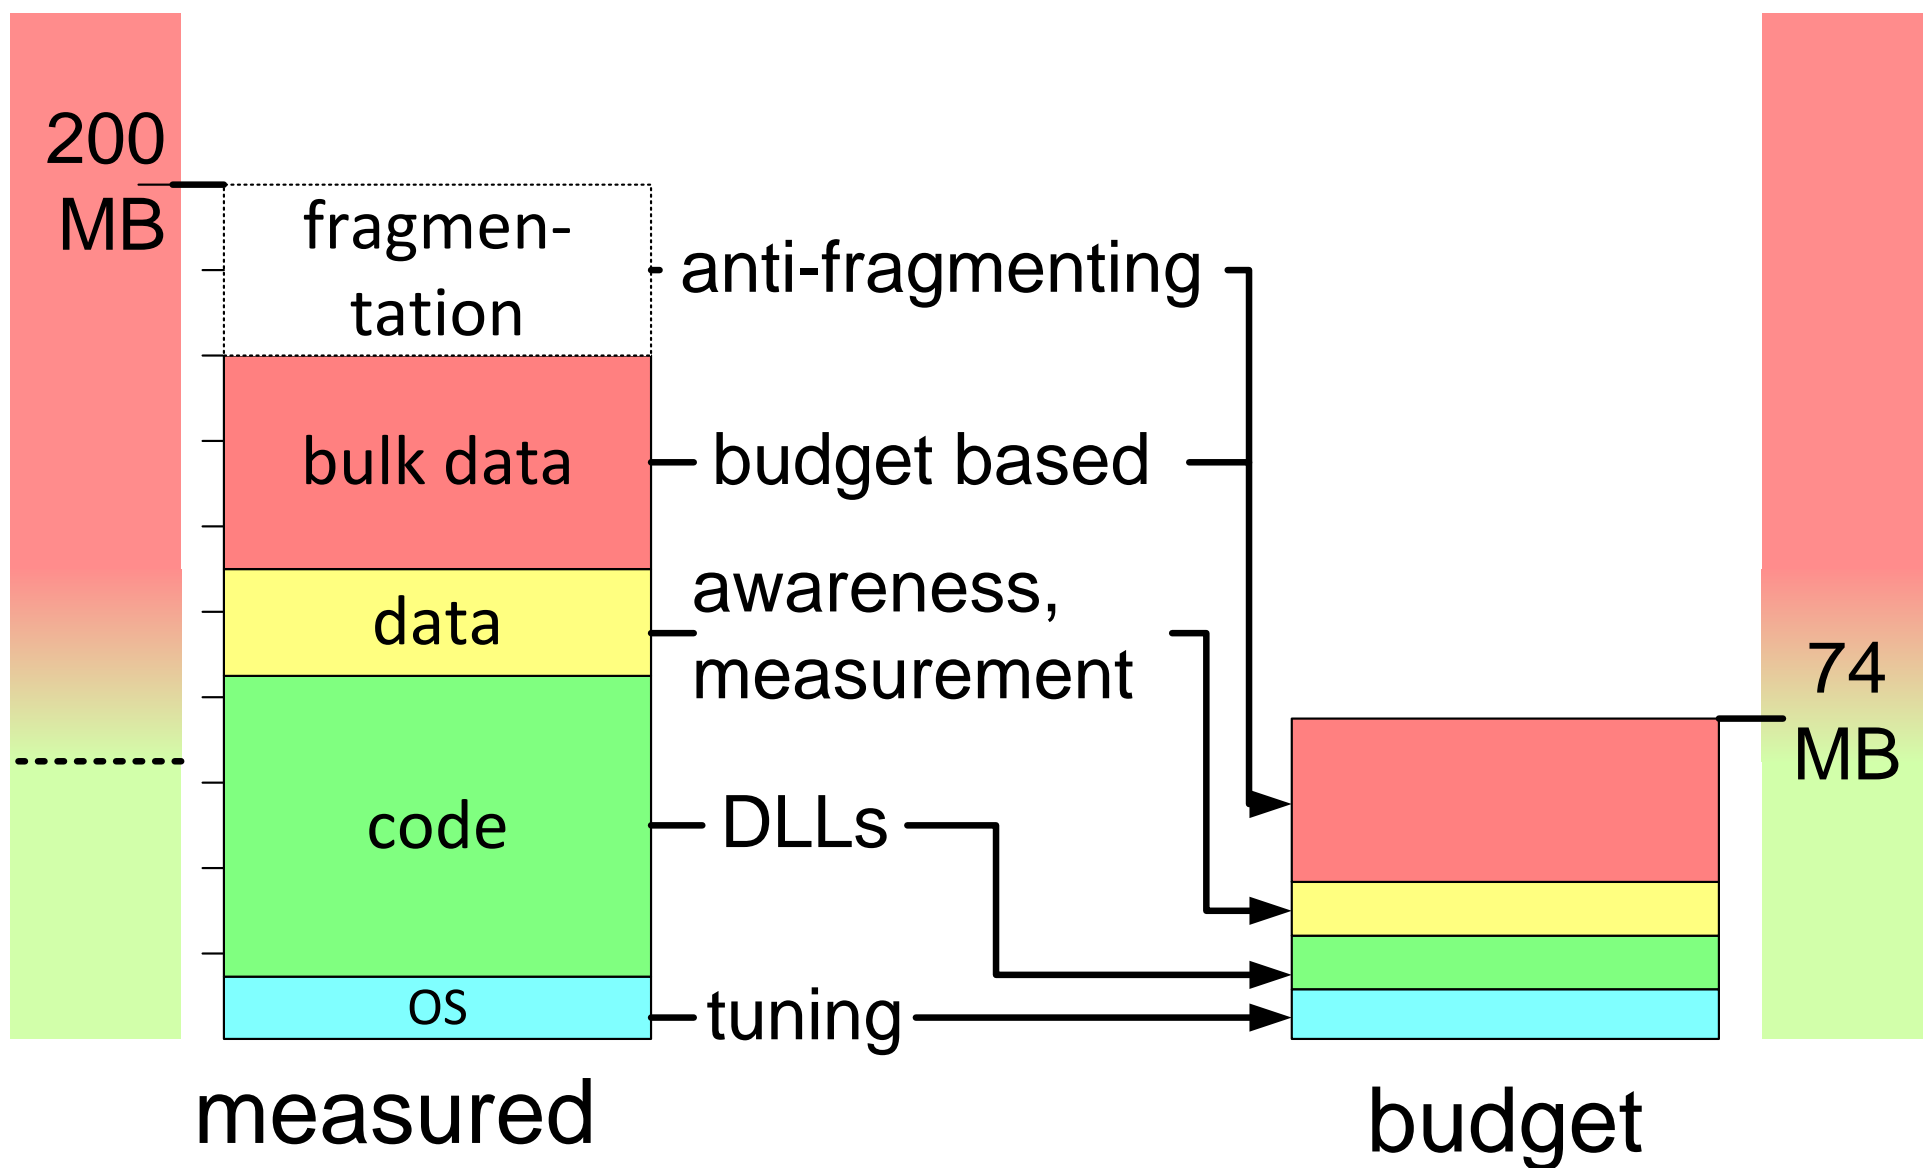 200
MB
fragmen-
tation
anti-fragmenting
bulk data
budget based
data
awareness,
measurement
74
MB
code
DLLs
OS
tuning
measured
budget